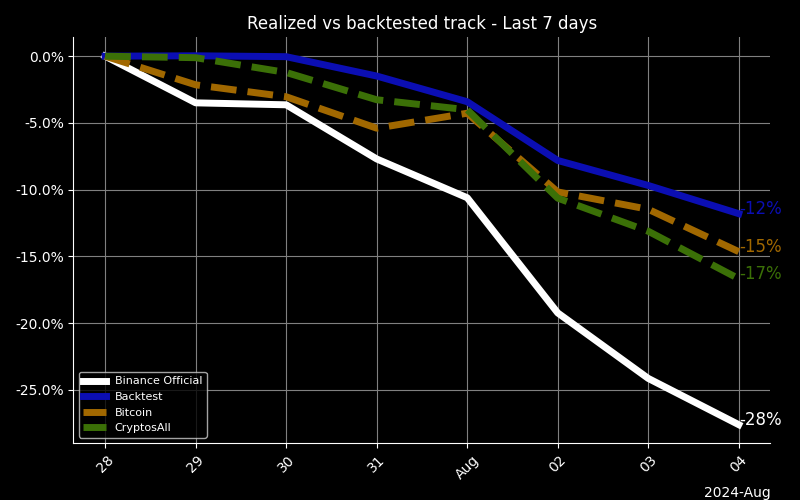 Realized vs backtested track - Last 7 days
0.0%
-5.0%
-10.0%
-15.0%
-20.0%
-25.0%
-12%
-15%
-17%
-28%
Binance Official
Backtest
Bitcoin
CryptosAll
28
29
30
31
Aug
02
03
04
2024-Aug